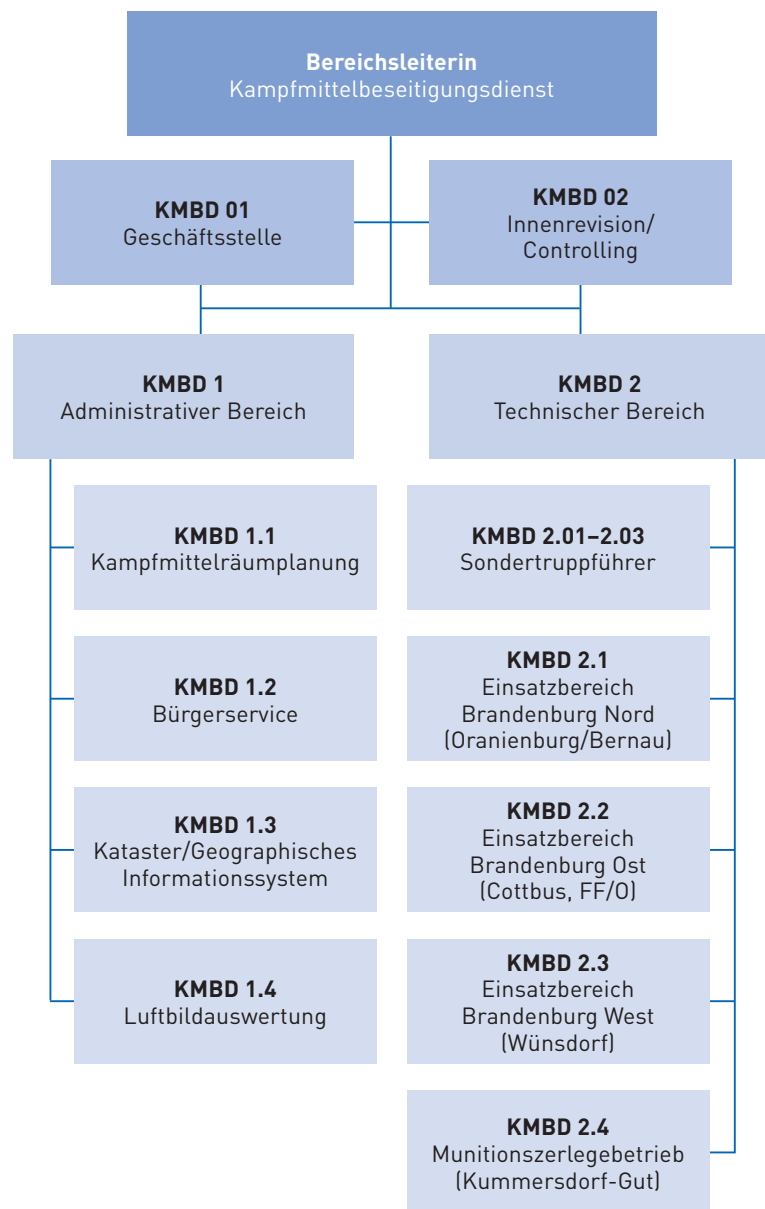 Bereichsleiterin
Kampfmittelbeseitigungsdienst
KMBD 01
Geschäftsstelle
KMBD 02
Innenrevision/
Controlling
KMBD 1
Administrativer Bereich
KMBD 2
Technischer Bereich
KMBD 1.1
Kampfmittelräumplanung
KMBD 1.2
Bürgerservice
KMBD 1.3
Kataster/Geographisches
Informationssystem
KMBD 1.4
Luftbildauswertung
KMBD 2.01–2.03
Sondertruppführer
KMBD 2.1
Einsatzbereich
Brandenburg Nord
(Oranienburg/Bernau)
KMBD 2.2
Einsatzbereich
Brandenburg Ost
(Cottbus, FF/O)
KMBD 2.3
Einsatzbereich
Brandenburg West
(Wünsdorf)
KMBD 2.4
Munitionszerlegebetrieb
(Kummersdorf-Gut)